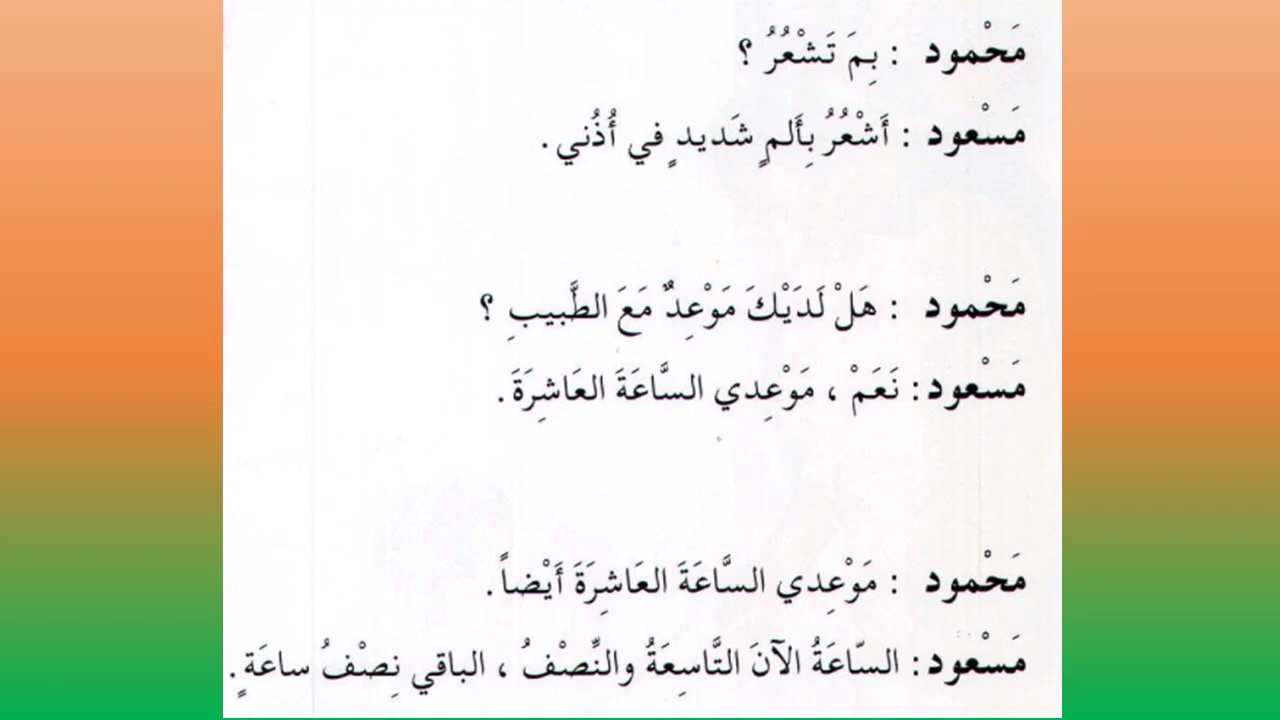 مَحْمود : بِمَ تَشْعُرُ ؟
مَسْعود : أَشْعُرُ بِأَلمٍ شَديدٍ في أُذُني .
مَحْمود : هَلْ لَدَيْكَ مَوْعِدٌ مَعَ الطَّبيبِ ؟
مَسْعود : نَعَمْ ، مَوْعِدي السَّاعَةَ العَاشِرَةَ .
مَحْمود : مَوْعِدي السَّاعَةَ العَاشِرَةَ أَيْضاً .
مَسْعود : السّاعَةُ الآنَ التَّاسِعَةُ والنِّصْفُ ، الباقي نِصْفُ ساعَةٍ .